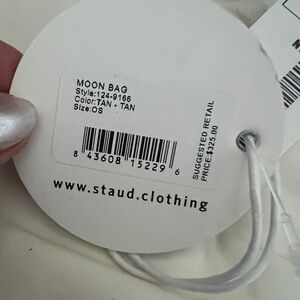 MOON BAG
Style:124-9166
Color:TAN - TAN
Size:OS
8 43608 15229 6
SUGGESTED RETAIL
PRICE:$325.00
www.staud.clothing